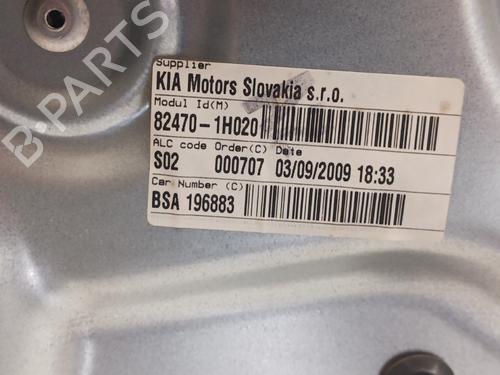 Supplier
KIA Motors Slovakia s.r.o.
Modul Id(M)
82470-1H020
ALC code Order(C) Date
S02 000707 03/09/2009 18:33
Car Number (C)
BSA 196883
B-PARTS